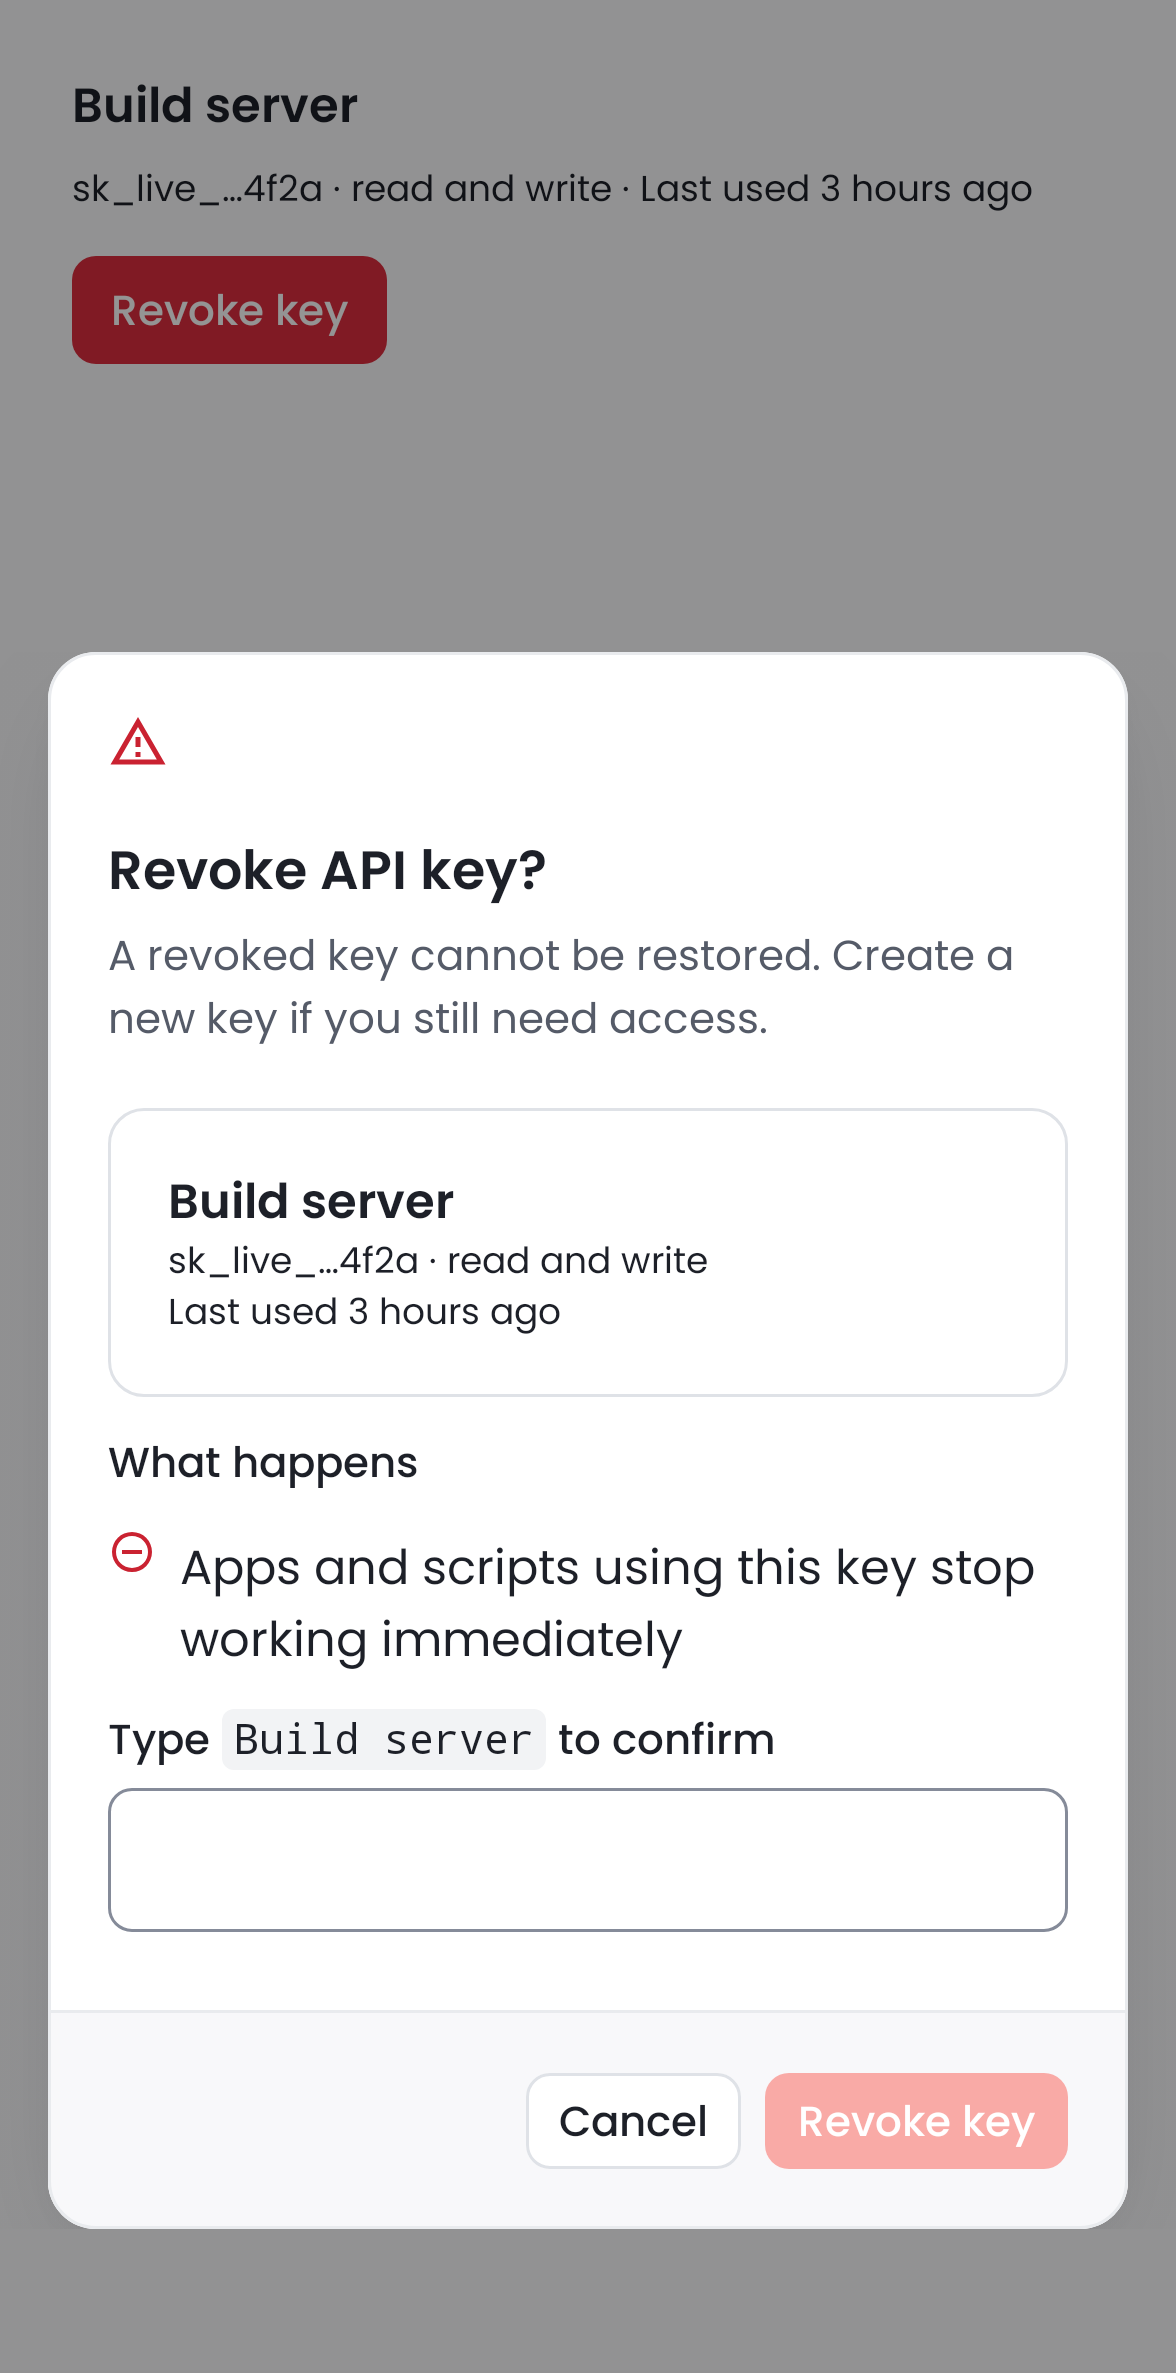 Build server
sk_live_…4f2a · read and write · Last used 3 hours ago
Revoke key
Revoke API key?
A revoked key cannot be restored. Create a
new key if you still need access.
Build server
sk_live_…4f2a · read and write
Last used 3 hours ago
What happens
Apps and scripts using this key stop
working immediately
Type Build server to confirm
Cancel
Revoke key